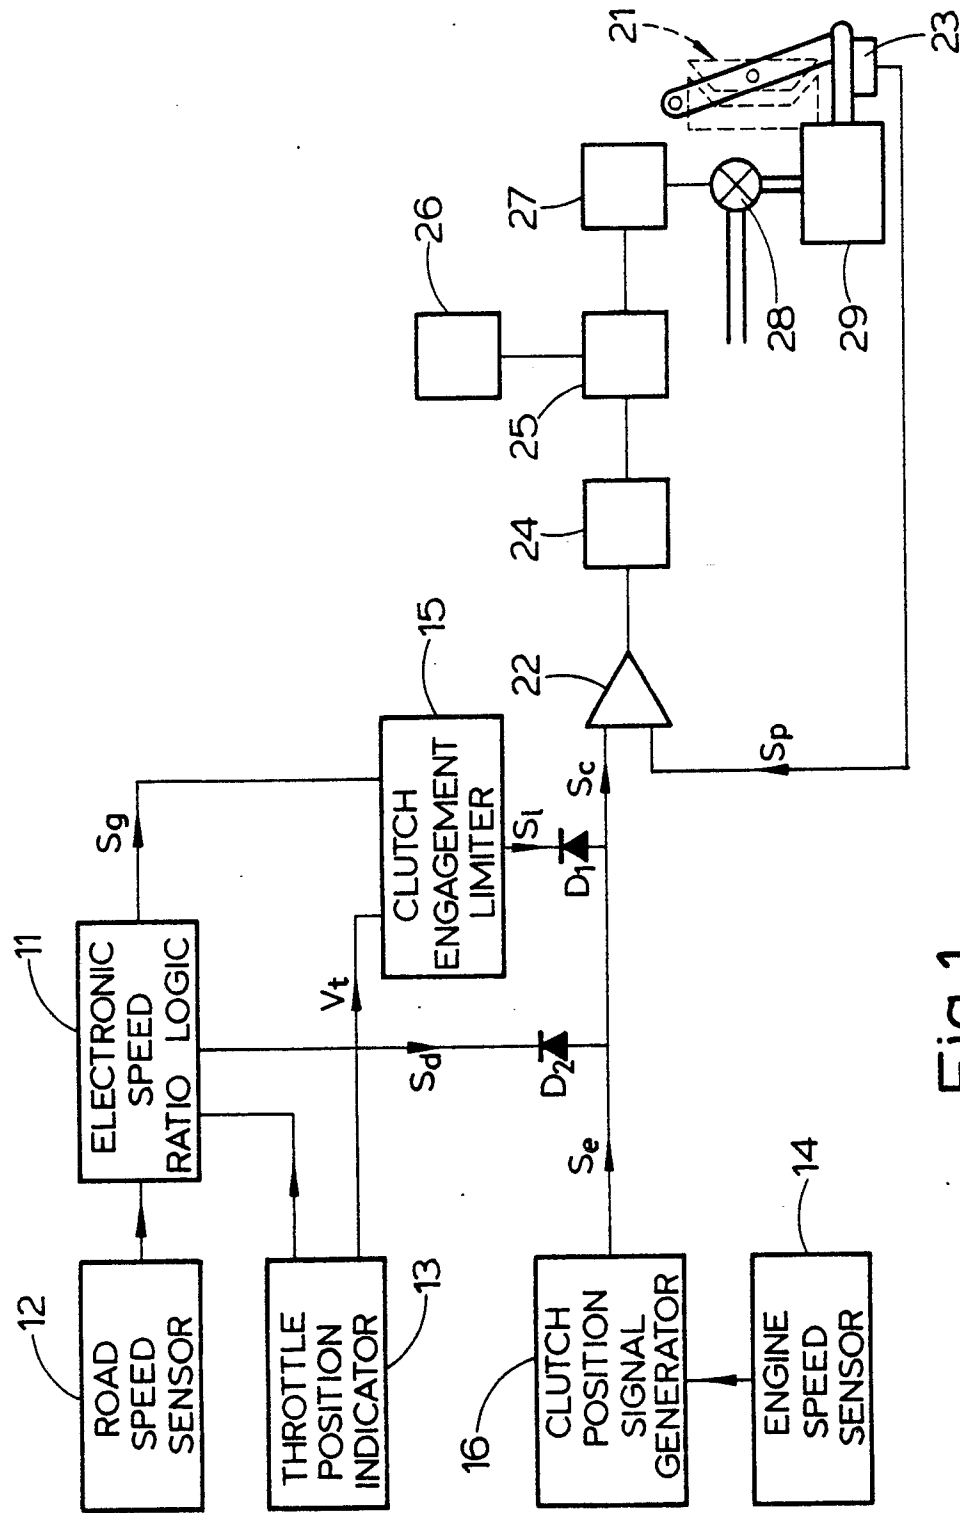 12
ROAD
SPEED
SENSOR
11
ELECTRONIC
SPEED
RATIO LOGIC
Sg
13
THROTTLE
POSITION
INDICATOR
Vt
Sd
15
CLUTCH
ENGAGEMENT
LIMITER
Sl
D1
D2
16
CLUTCH
POSITION
SIGNAL
GENERATOR
Se
Sc
14
ENGINE
SPEED
SENSOR
22
Sp
24
25
26
27
28
29
21
23
Fig.1